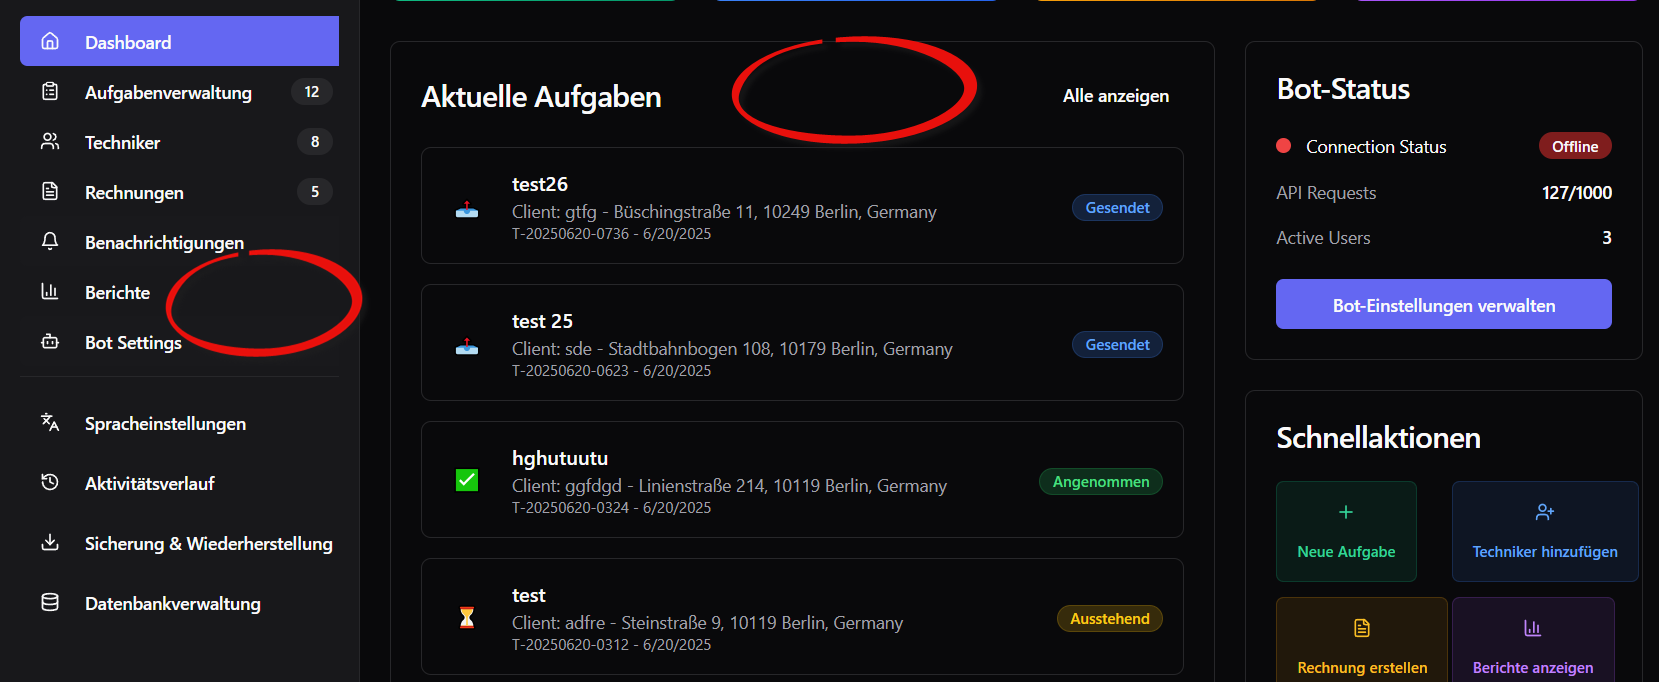 Dashboard
Aufgabenverwaltung 12
Techniker 8
Rechnungen 5
Benachrichtigungen
Berichte
Bot Settings
Spracheinstellungen
Aktivitätsverlauf
Sicherung & Wiederherstellung
Datenbankverwaltung
Aktuelle Aufgaben
Alle anzeigen
test26
Client: gtfg - Büschingstraße 11, 10249 Berlin, Germany
T-20250620-0736 - 6/20/2025
Gesendet
test 25
Client: sde - Stadtbahnbogen 108, 10179 Berlin, Germany
T-20250620-0623 - 6/20/2025
Gesendet
hghutuutu
Client: ggfdgd - Linienstraße 214, 10119 Berlin, Germany
T-20250620-0324 - 6/20/2025
Angenommen
test
Client: adfre - Steinstraße 9, 10119 Berlin, Germany
T-20250620-0312 - 6/20/2025
Ausstehend
Bot-Status
Connection Status Offline
API Requests 127/1000
Active Users 3
Bot-Einstellungen verwalten
Schnellaktionen
Neue Aufgabe
Techniker hinzufügen
Rechnung erstellen
Berichte anzeigen